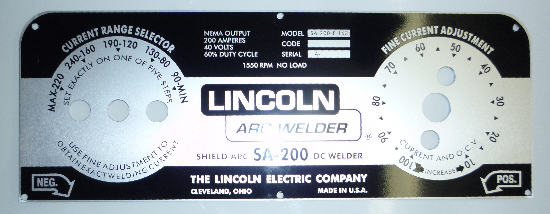 CURRENT RANGE SELECTOR
MAX-220 240-160 190-120 130-80 90-MIN
SET EXACTLY ON ONE OF FIVE STEPS
USE FINE ADJUSTMENT TO
OBTAIN EXACT WELDING CURRENT
NEG.
NEMA OUTPUT
200 AMPERES
40 VOLTS
60% DUTY CYCLE
MODEL
CODE
SERIAL
1550 RPM NO LOAD
LINCOLN
ARC WELDER
®
SHIELD ARC SA-200 DC WELDER
THE LINCOLN ELECTRIC COMPANY
CLEVELAND, OHIO MADE IN U.S.A.
FINE CURRENT ADJUSTMENT
100 90 80 70 60 50 40 30 20 10
CURRENT AND O.C.V.
INCREASE
POS.